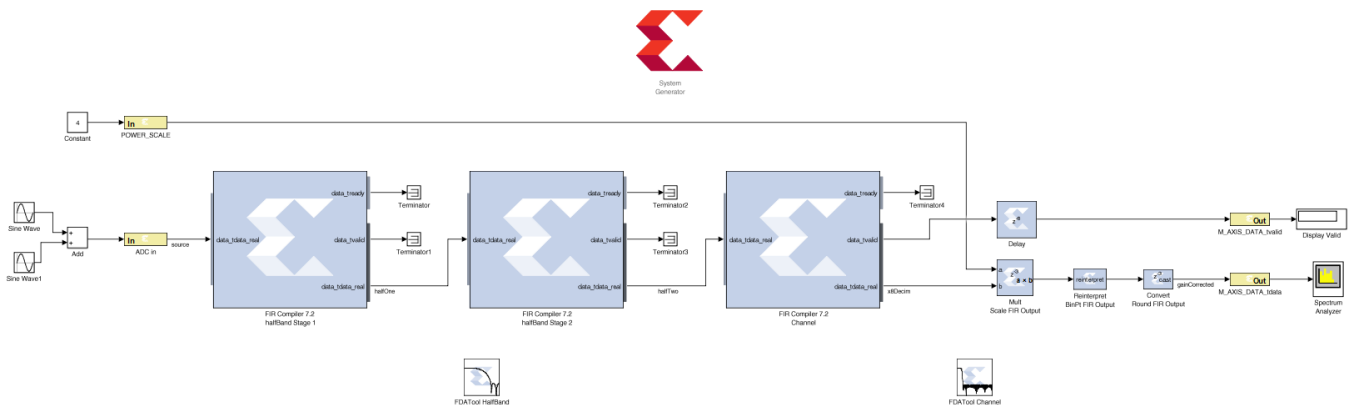 System
Generator
4
Constant
In
POWER_SCALE
Sine Wave
Sine Wave1
+
+
Add
In
ADC in
source
data_tdata_real
data_tready
data_tvalid
data_tdata_real
FIR Compiler 7.2
halfBand Stage 1
Terminator
Terminator1
halfOne
data_tdata_real
data_tready
data_tvalid
data_tdata_real
FIR Compiler 7.2
halfBand Stage 2
Terminator2
Terminator3
halfTwo
data_tdata_real
data_tready
data_tvalid
data_tdata_real
FIR Compiler 7.2
Channel
Terminator4
Delay
a
b
a × b
Mult
Scale FIR Output
reinterpret
Reinterpret
BinPt FIR Output
cast
Convert
Round FIR Output
gainCorrected
Out
M_AXIS_DATA_tvalid
Display Valid
Out
M_AXIS_DATA_tdata
Spectrum
Analyzer
FDATool HalfBand
FDATool Channel